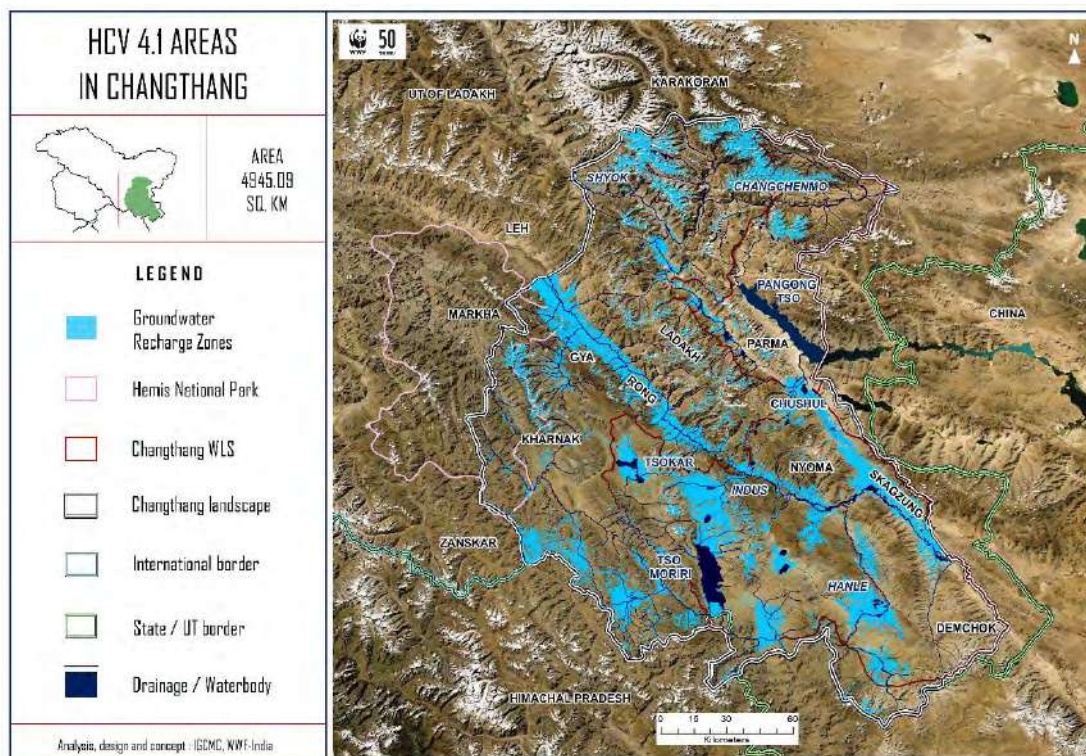 HCV 4.1 AREAS
IN CHANGTHANG
AREA
4945.09
SQ. KM
LEGEND
Groundwater
Recharge Zones
Hemis National Park
Changthang WLS
Changthang landscape
International border
State / UT border
Drainage / Waterbody
Analysis, design and concept : IGCMC, WWF-India
WWF
50
N
KARAKORAM
UT OF LADAKH
SHYOK
CHANGCHENMO
LEH
PANGONG
TSO
CHINA
MARKHA
PARMA
LADAKH
GYA
RONG
CHUSHUL
KHARNAK
TSOKAR
NYOMA
SKAGZUNG
INDUS
ZANSKAR
TSO
MORIRI
HANLE
DEMCHOK
HIMACHAL PRADESH
0 15 30 60
Kilometers